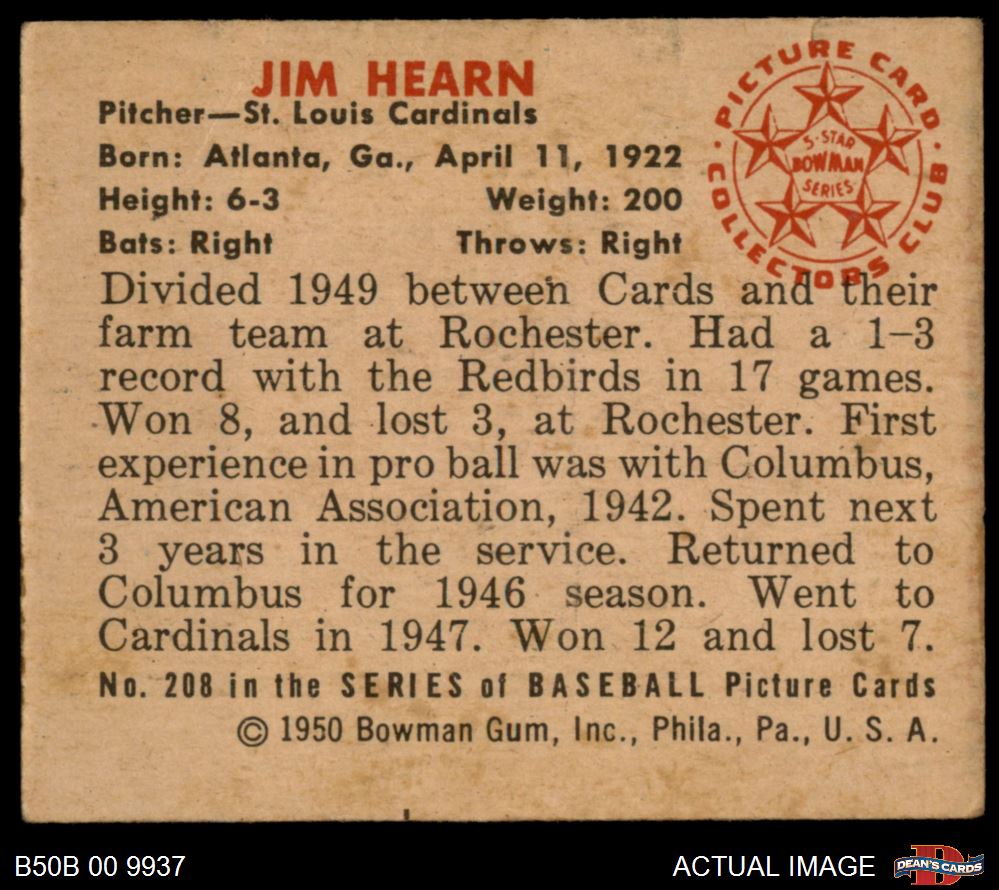 JIM HEARN
Pitcher—St. Louis Cardinals
Born: Atlanta, Ga., April 11, 1922
Height: 6-3 Weight: 200
Bats: Right Throws: Right
PICTURE CARD COLLECTORS CLUB
5-STAR
BOWMAN
SERIES
Divided 1949 between Cards and their
farm team at Rochester. Had a 1–3
record with the Redbirds in 17 games.
Won 8, and lost 3, at Rochester. First
experience in pro ball was with Columbus,
American Association, 1942. Spent next
3 years in the service. Returned to
Columbus for 1946 season. Went to
Cardinals in 1947. Won 12 and lost 7.
No. 208 in the SERIES of BASEBALL Picture Cards
© 1950 Bowman Gum, Inc., Phila., Pa., U. S. A.
B50B 00 9937
ACTUAL IMAGE
DEAN'S CARDS